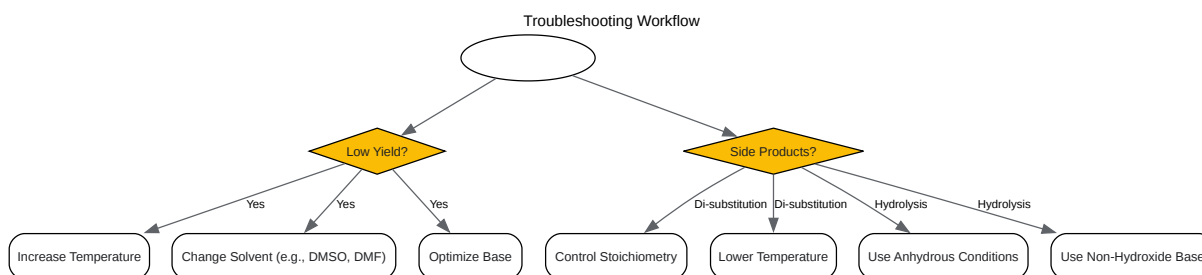 Troubleshooting Workflow
Low Yield?
Side Products?
Yes
Yes
Yes
Di-substitution
Di-substitution
Hydrolysis
Hydrolysis
Increase Temperature
Change Solvent (e.g., DMSO, DMF)
Optimize Base
Control Stoichiometry
Lower Temperature
Use Anhydrous Conditions
Use Non-Hydroxide Base